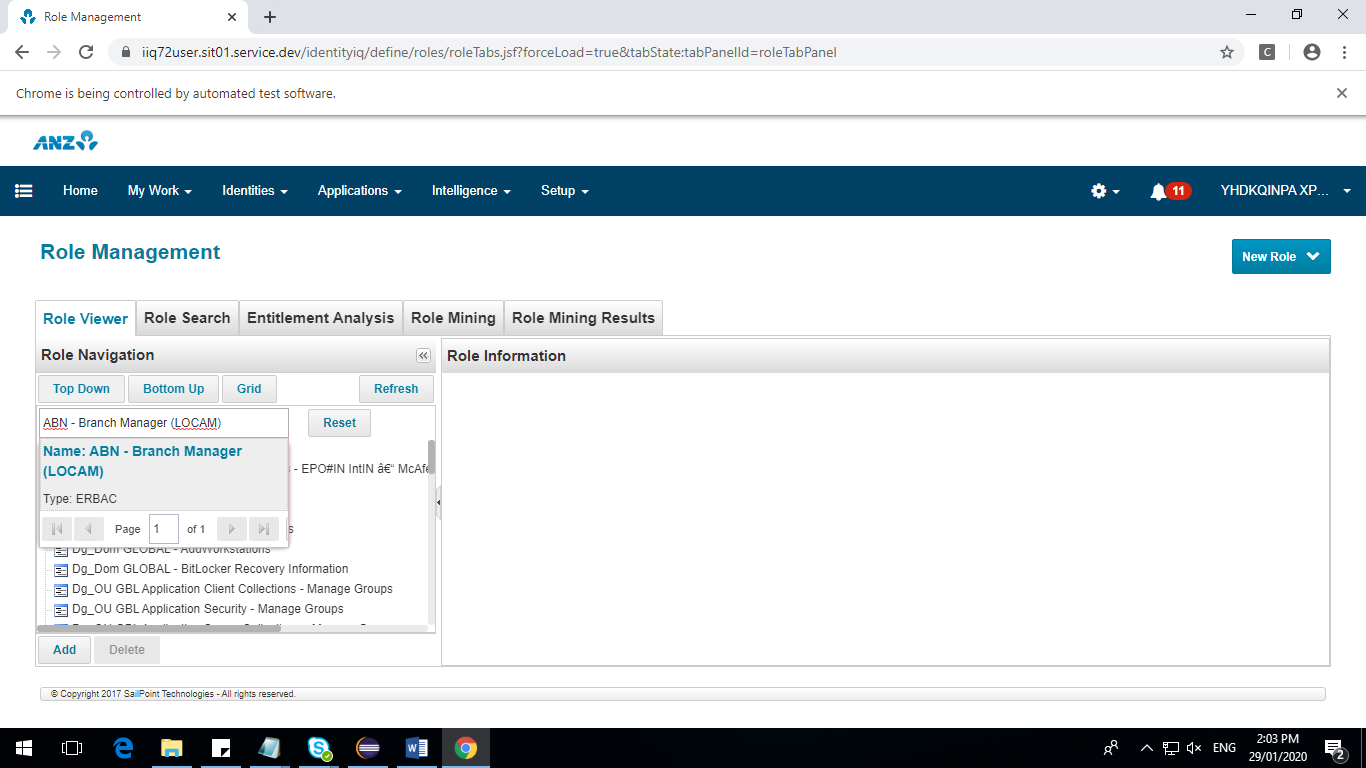 Role Management
iiq72user.sit01.service.dev/identityiq/define/roles/roleTabs.jsf?forceLoad=true&tabState:tabPanelId=roleTabPanel
C
Chrome is being controlled by automated test software.
ANZ
Home My Work Identities Applications Intelligence Setup 11 YHDKQINPA XP...
Role Management
New Role
Role Viewer Role Search Entitlement Analysis Role Mining Role Mining Results
Role Navigation
Role Information
Top Down Bottom Up Grid Refresh
ABN - Branch Manager (LOCAM) Reset
Name: ABN - Branch Manager
(LOCAM)
- EPO#IN IntIN â€“ McAfe
Type: ERBAC
Page 1 of 1
Dg_Dom GLOBAL - AddWorkstations
Dg_Dom GLOBAL - BitLocker Recovery Information
Dg_OU GBL Application Client Collections - Manage Groups
Dg_OU GBL Application Security - Manage Groups
Add Delete
© Copyright 2017 SailPoint Technologies - All rights reserved.
ENG
2:03 PM
29/01/2020
2